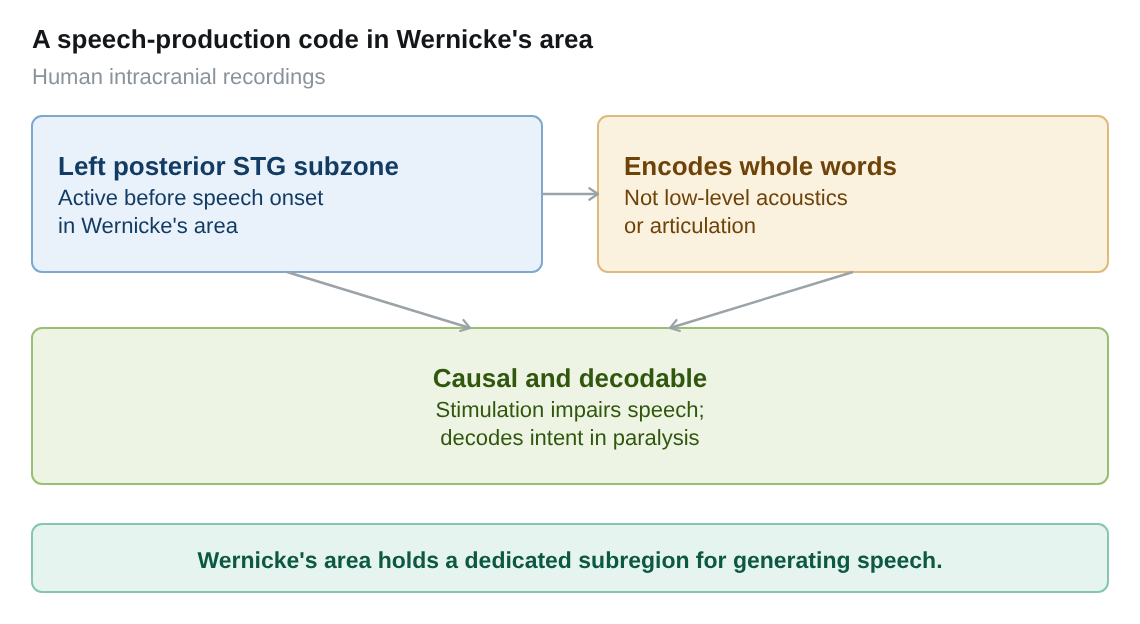 A speech-production code in Wernicke's area
Human intracranial recordings
Left posterior STG subzone
Active before speech onset
in Wernicke's area
Encodes whole words
Not low-level acoustics
or articulation
Causal and decodable
Stimulation impairs speech;
decodes intent in paralysis
Wernicke's area holds a dedicated subregion for generating speech.